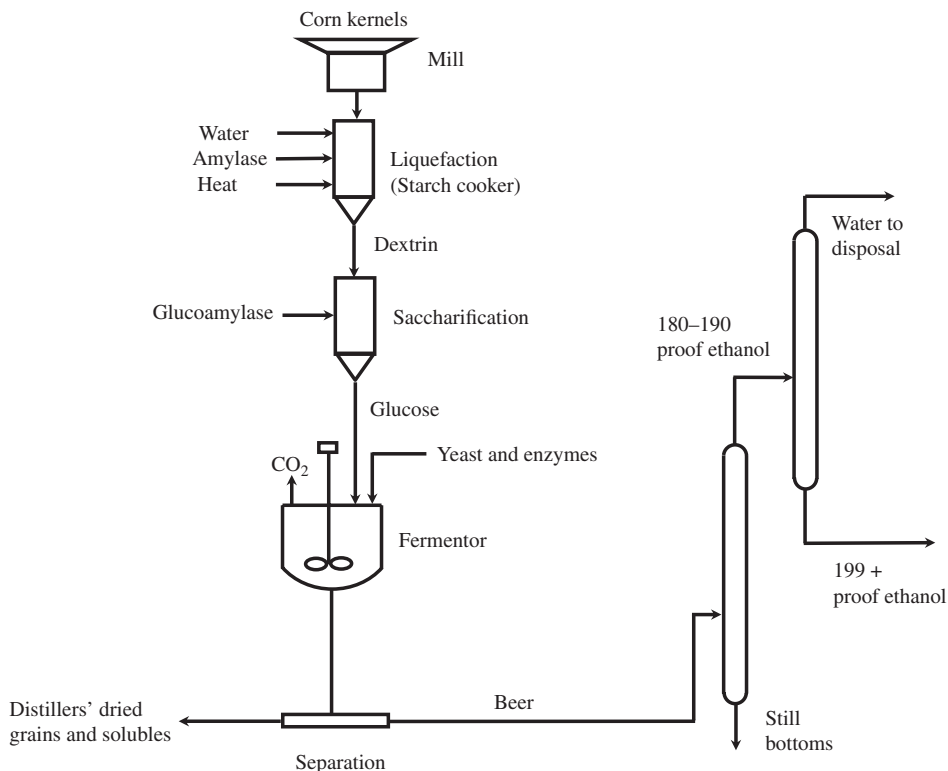 Corn kernels
Mill
Water
Amylase
Heat
Liquefaction
(Starch cooker)
Dextrin
Glucoamylase
Saccharification
Glucose
CO₂
Yeast and enzymes
Fermentor
Distillers’ dried
grains and solubles
Separation
Beer
Still
bottoms
180–190
proof ethanol
Water to
disposal
199 +
proof ethanol